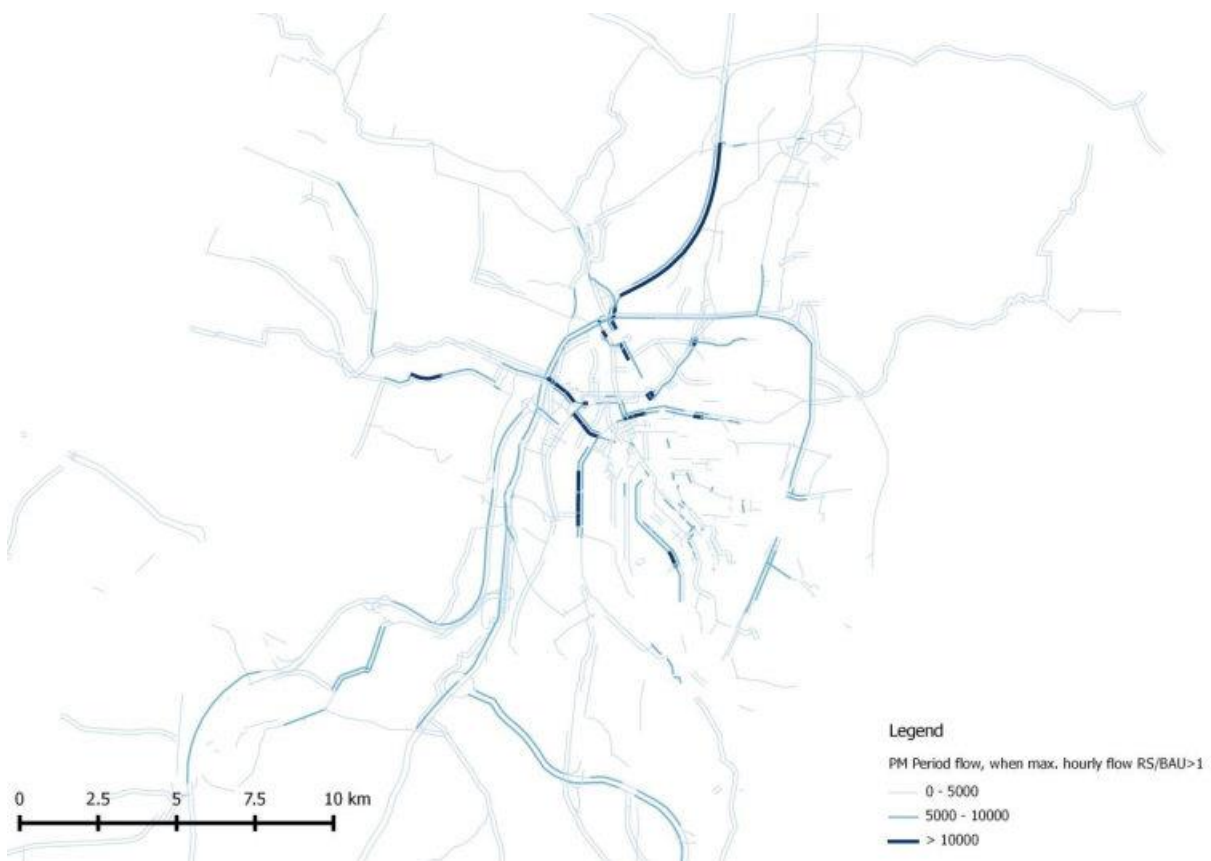 Legend
PM Period flow, when max. hourly flow RS/BAU>1
0 - 5000
5000 - 10000
> 10000
0 2.5 5 7.5 10 km